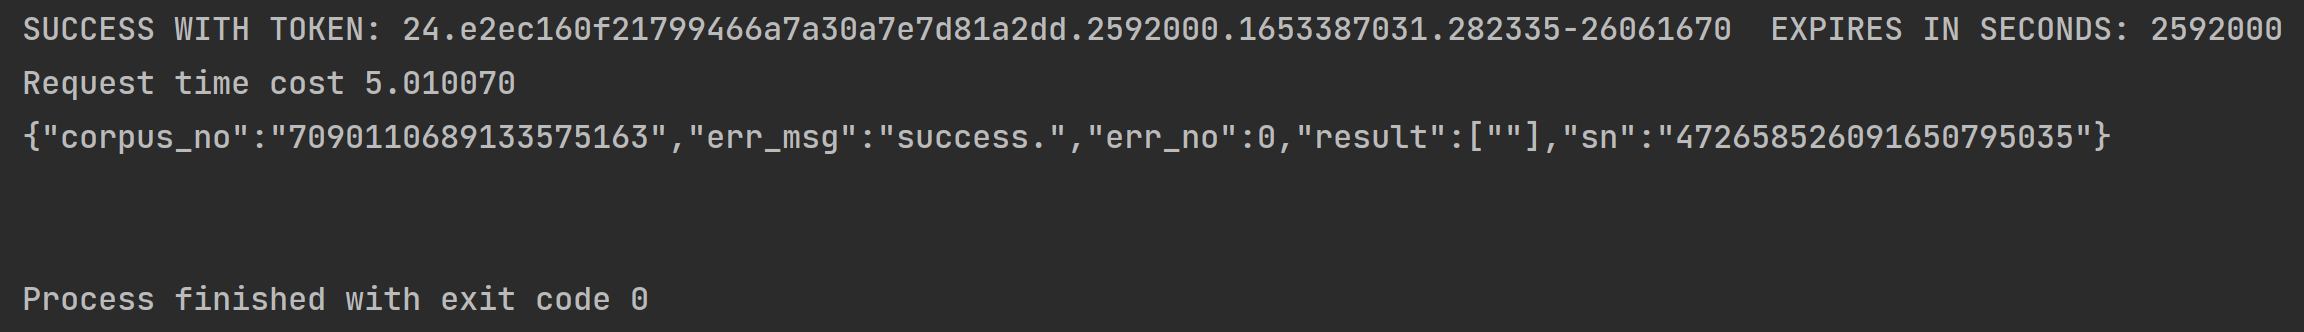 SUCCESS WITH TOKEN: 24.e2ec160f21799466a7a30a7e7d81a2dd.2592000.1653387031.282335-26061670  EXPIRES IN SECONDS: 2592000
Request time cost 5.010070
{"corpus_no":"7090110689133575163","err_msg":"success.","err_no":0,"result":[""],"sn":"472658526091650795035"}
Process finished with exit code 0